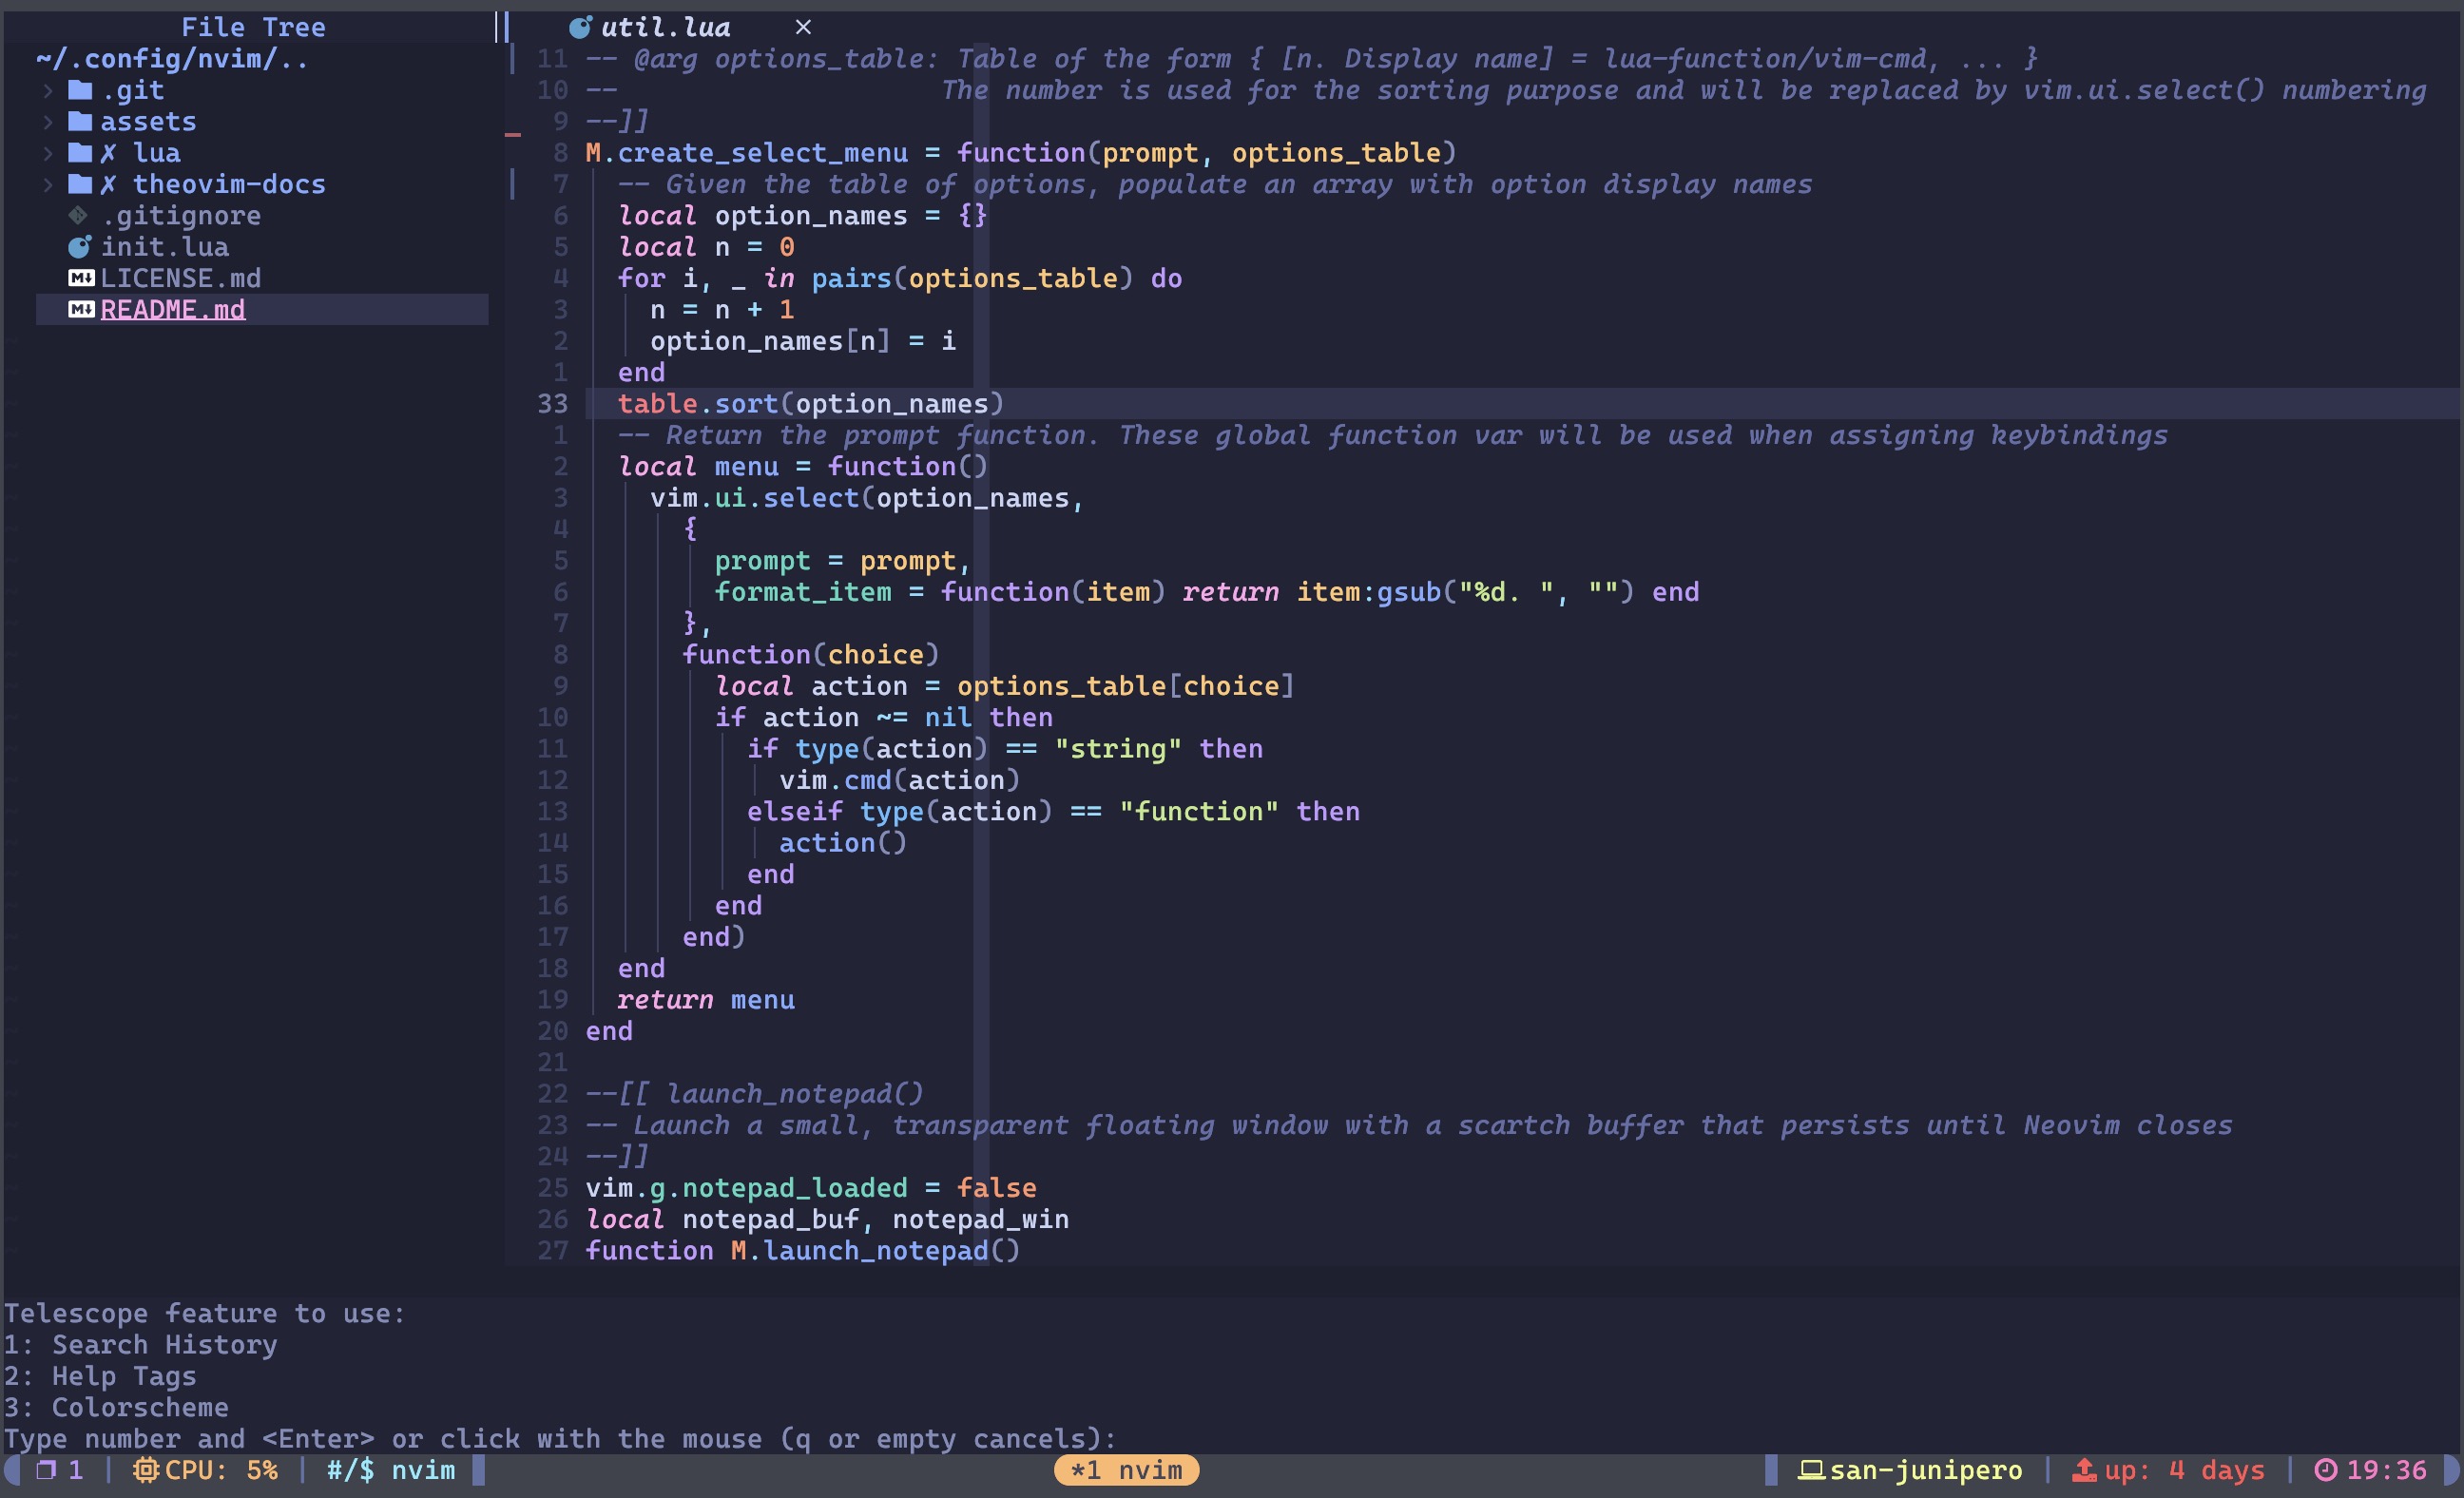 File Tree
~/.config/nvim/..
.git
assets
✗ lua
✗ theovim-docs
.gitignore
init.lua
LICENSE.md
README.md
util.lua ×
11 -- @arg options_table: Table of the form { [n. Display name] = lua-function/vim-cmd, ... }
10 -- The number is used for the sorting purpose and will be replaced by vim.ui.select() numbering
9 --]]
8 M.create_select_menu = function(prompt, options_table)
7 -- Given the table of options, populate an array with option display names
6 local option_names = {}
5 local n = 0
4 for i, _ in pairs(options_table) do
3 n = n + 1
2 option_names[n] = i
1 end
33 table.sort(option_names)
1 -- Return the prompt function. These global function var will be used when assigning keybindings
2 local menu = function()
3 vim.ui.select(option_names,
4 {
5 prompt = prompt,
6 format_item = function(item) return item:gsub("%d. ", "") end
7 },
8 function(choice)
9 local action = options_table[choice]
10 if action ~= nil then
11 if type(action) == "string" then
12 vim.cmd(action)
13 elseif type(action) == "function" then
14 action()
15 end
16 end
17 end)
18 end
19 return menu
20 end
21
22 --[[ launch_notepad()
23 -- Launch a small, transparent floating window with a scartch buffer that persists until Neovim closes
24 --]]
25 vim.g.notepad_loaded = false
26 local notepad_buf, notepad_win
27 function M.launch_notepad()
Telescope feature to use:
1: Search History
2: Help Tags
3: Colorscheme
Type number and <Enter> or click with the mouse (q or empty cancels):
1 | CPU: 5% | #/$ nvim *1 nvim san-junipero | up: 4 days | 19:36